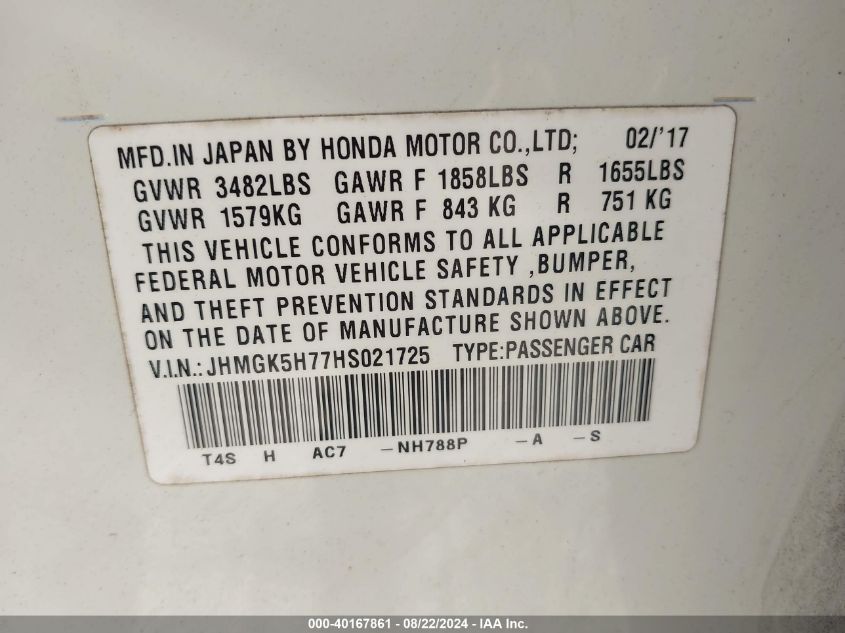 MFD.IN JAPAN BY HONDA MOTOR CO.,LTD; 02/'17
GVWR 3482LBS GAWR F 1858LBS R 1655LBS
GVWR 1579KG GAWR F 843 KG R 751 KG
THIS VEHICLE CONFORMS TO ALL APPLICABLE
FEDERAL MOTOR VEHICLE SAFETY ,BUMPER,
AND THEFT PREVENTION STANDARDS IN EFFECT
ON THE DATE OF MANUFACTURE SHOWN ABOVE.
V.I.N.: JHMGK5H77HS021725 TYPE:PASSENGER CAR
T4S H AC7 -NH788P -A -S
000-40167861 - 08/22/2024 - IAA Inc.